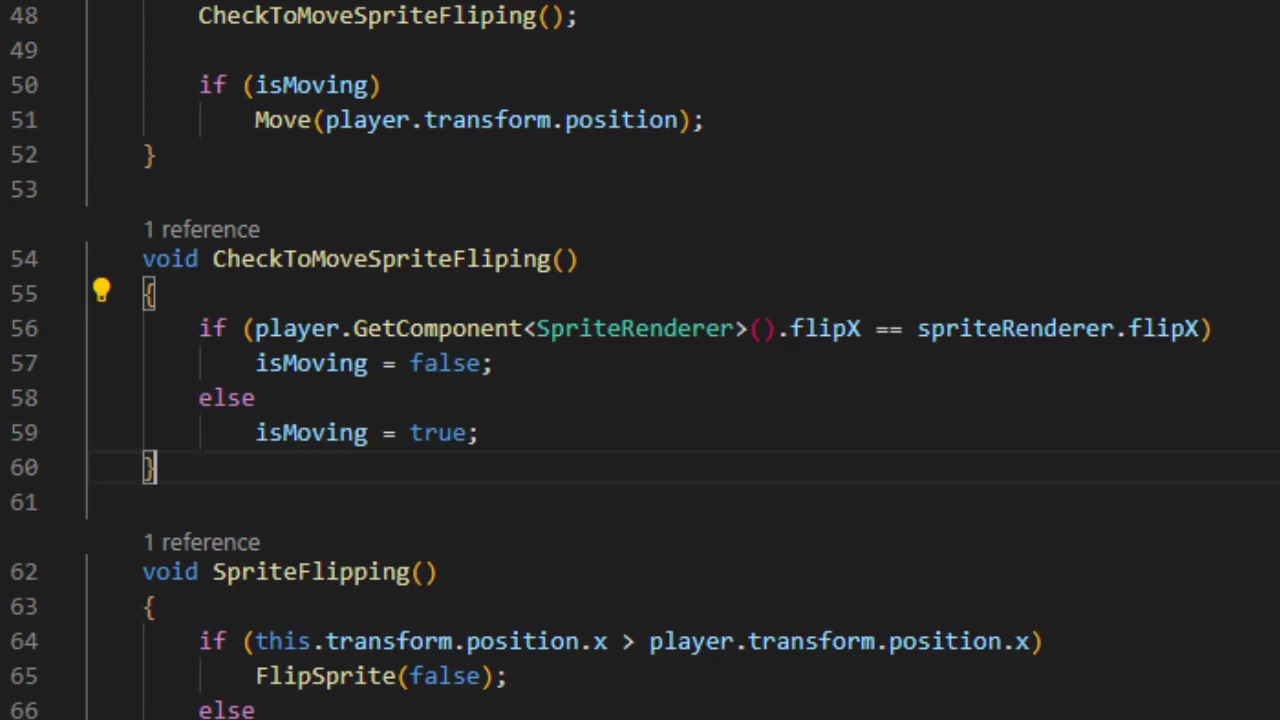 48 CheckToMoveSpriteFliping();
49
50 if (isMoving)
51 Move(player.transform.position);
52 }
53
1 reference
54 void CheckToMoveSpriteFliping()
55 {
56 if (player.GetComponent<SpriteRenderer>().flipX == spriteRenderer.flipX)
57 isMoving = false;
58 else
59 isMoving = true;
60 }
61
1 reference
62 void SpriteFlipping()
63 {
64 if (this.transform.position.x > player.transform.position.x)
65 FlipSprite(false);
66 else